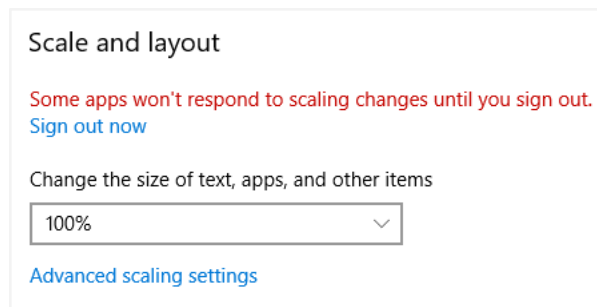 Scale and layout
Some apps won't respond to scaling changes until you sign out.
Sign out now
Change the size of text, apps, and other items
100%
Advanced scaling settings